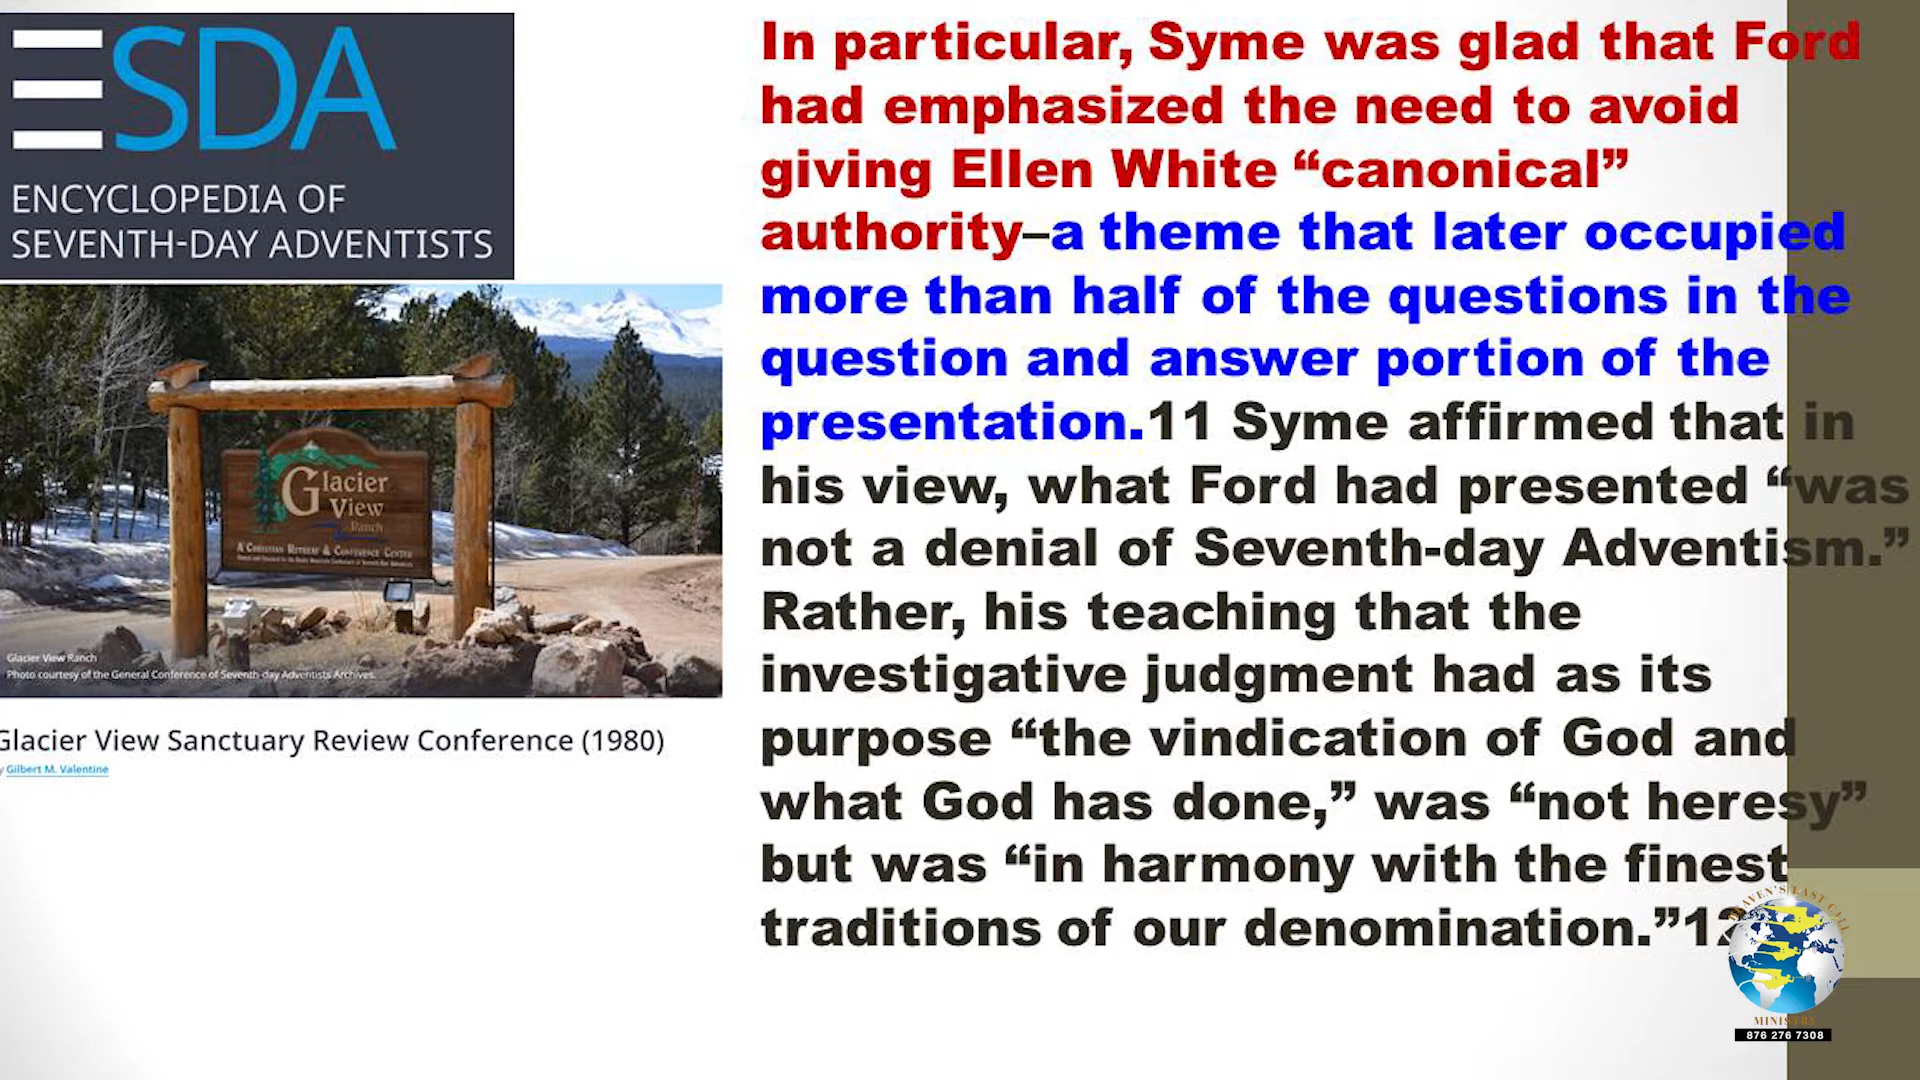 ESDA
ENCYCLOPEDIA OF
SEVENTH-DAY ADVENTISTS
Glacier
View
Ranch
A Christian Retreat & Conference Center
Glacier View Ranch
Photo courtesy of the General Conference of Seventh-day Adventists Archives.
Glacier View Sanctuary Review Conference (1980)
Gilbert M. Valentine
In particular, Syme was glad that Ford
had emphasized the need to avoid
giving Ellen White “canonical”
authority–a theme that later occupied
more than half of the questions in the
question and answer portion of the
presentation.11 Syme affirmed that in
his view, what Ford had presented “was
not a denial of Seventh-day Adventism.”
Rather, his teaching that the
investigative judgment had as its
purpose “the vindication of God and
what God has done,” was “not heresy”
but was “in harmony with the finest
traditions of our denomination.”12
HEAVEN'S LAST CALL
MINISTRY
876 276 7308